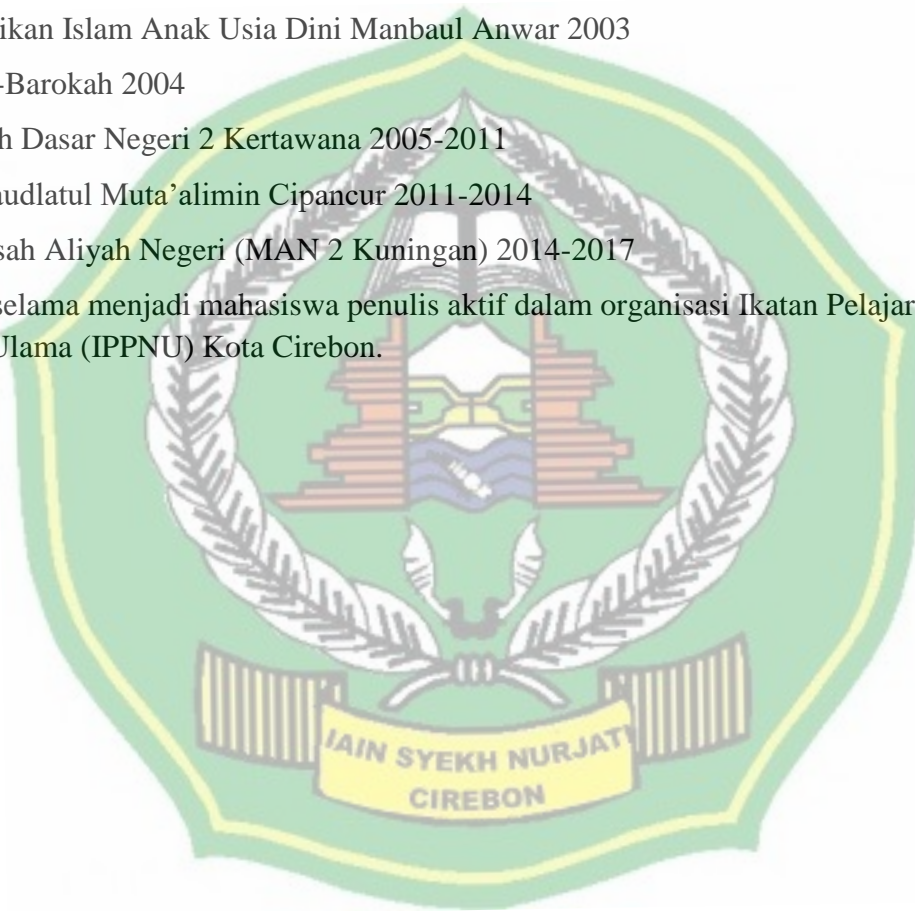 ikan Islam Anak Usia Dini Manbaul Anwar 2003
-Barokah 2004
h Dasar Negeri 2 Kertawana 2005-2011
audlatul Muta’alimin Cipancur 2011-2014
sah Aliyah Negeri (MAN 2 Kuningan) 2014-2017
selama menjadi mahasiswa penulis aktif dalam organisasi Ikatan Pelajar
Ulama (IPPNU) Kota Cirebon.
IAIN SYEKH NURJATI
CIREBON